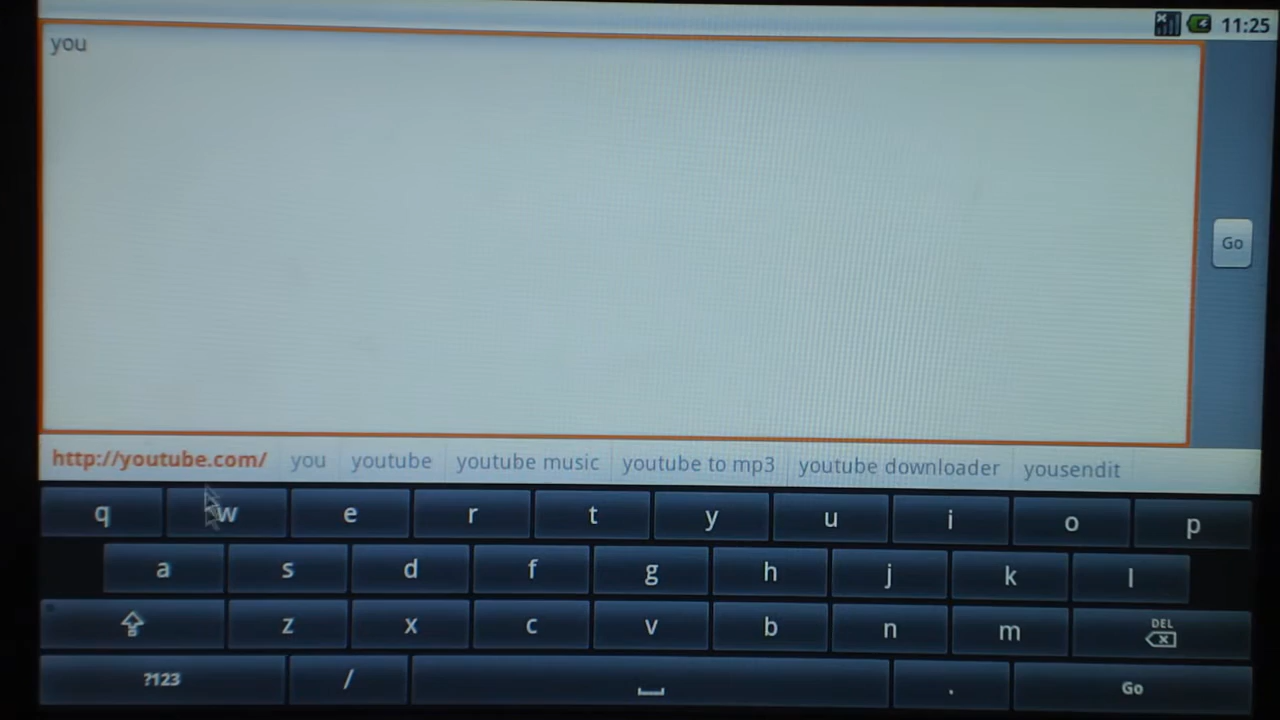 11:25
you
Go
http://youtube.com/ you youtube youtube music youtube to mp3 youtube downloader yousendit
q w e r t y u i o p
a s d f g h j k l
z x c v b n m DEL
?123 / . Go